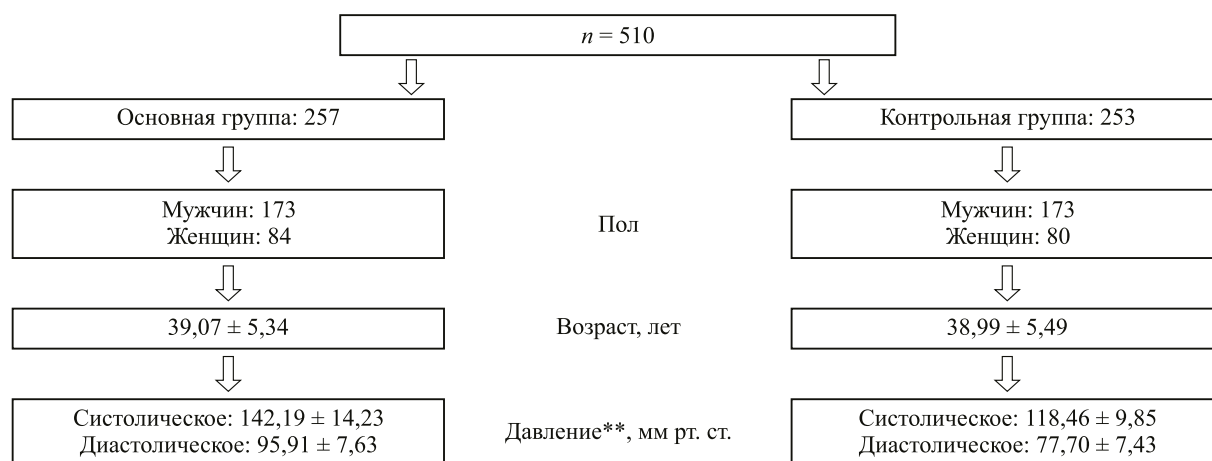 n = 510
Основная группа: 257
Контрольная группа: 253
Мужчин: 173
Женщин: 84
Пол
Мужчин: 173
Женщин: 80
39,07 ± 5,34
Возраст, лет
38,99 ± 5,49
Систолическое: 142,19 ± 14,23
Диастолическое: 95,91 ± 7,63
Давление**, мм рт. ст.
Систолическое: 118,46 ± 9,85
Диастолическое: 77,70 ± 7,43